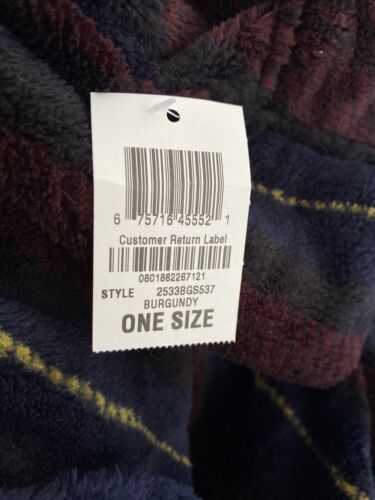 6 75716 45552 1
Customer Return Label
0801862267121
STYLE 2533BGS537
BURGUNDY
ONE SIZE